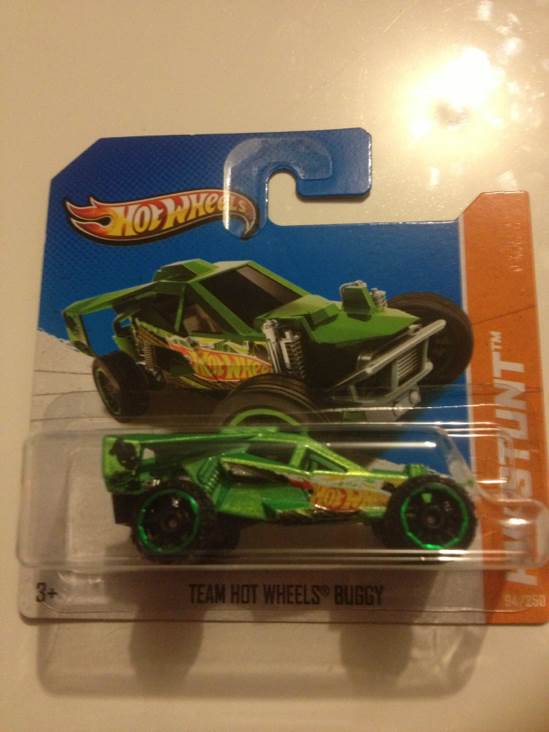 HOT WHEELS
HOT WHEELS
HOT WHEELS
HW STUNT™
3+
TEAM HOT WHEELS® BUGGY
94/250